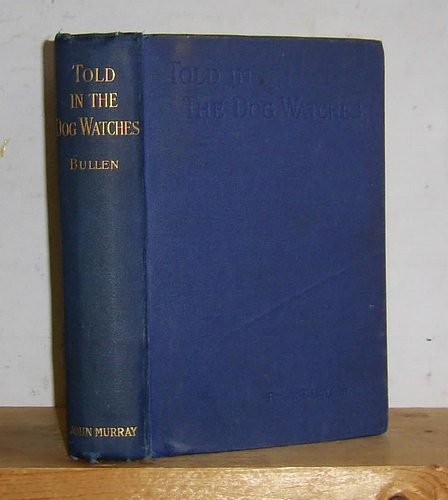 TOLD
IN THE
DOG WATCHES
BULLEN
JOHN MURRAY
TOLD IN
THE DOG WATCHES